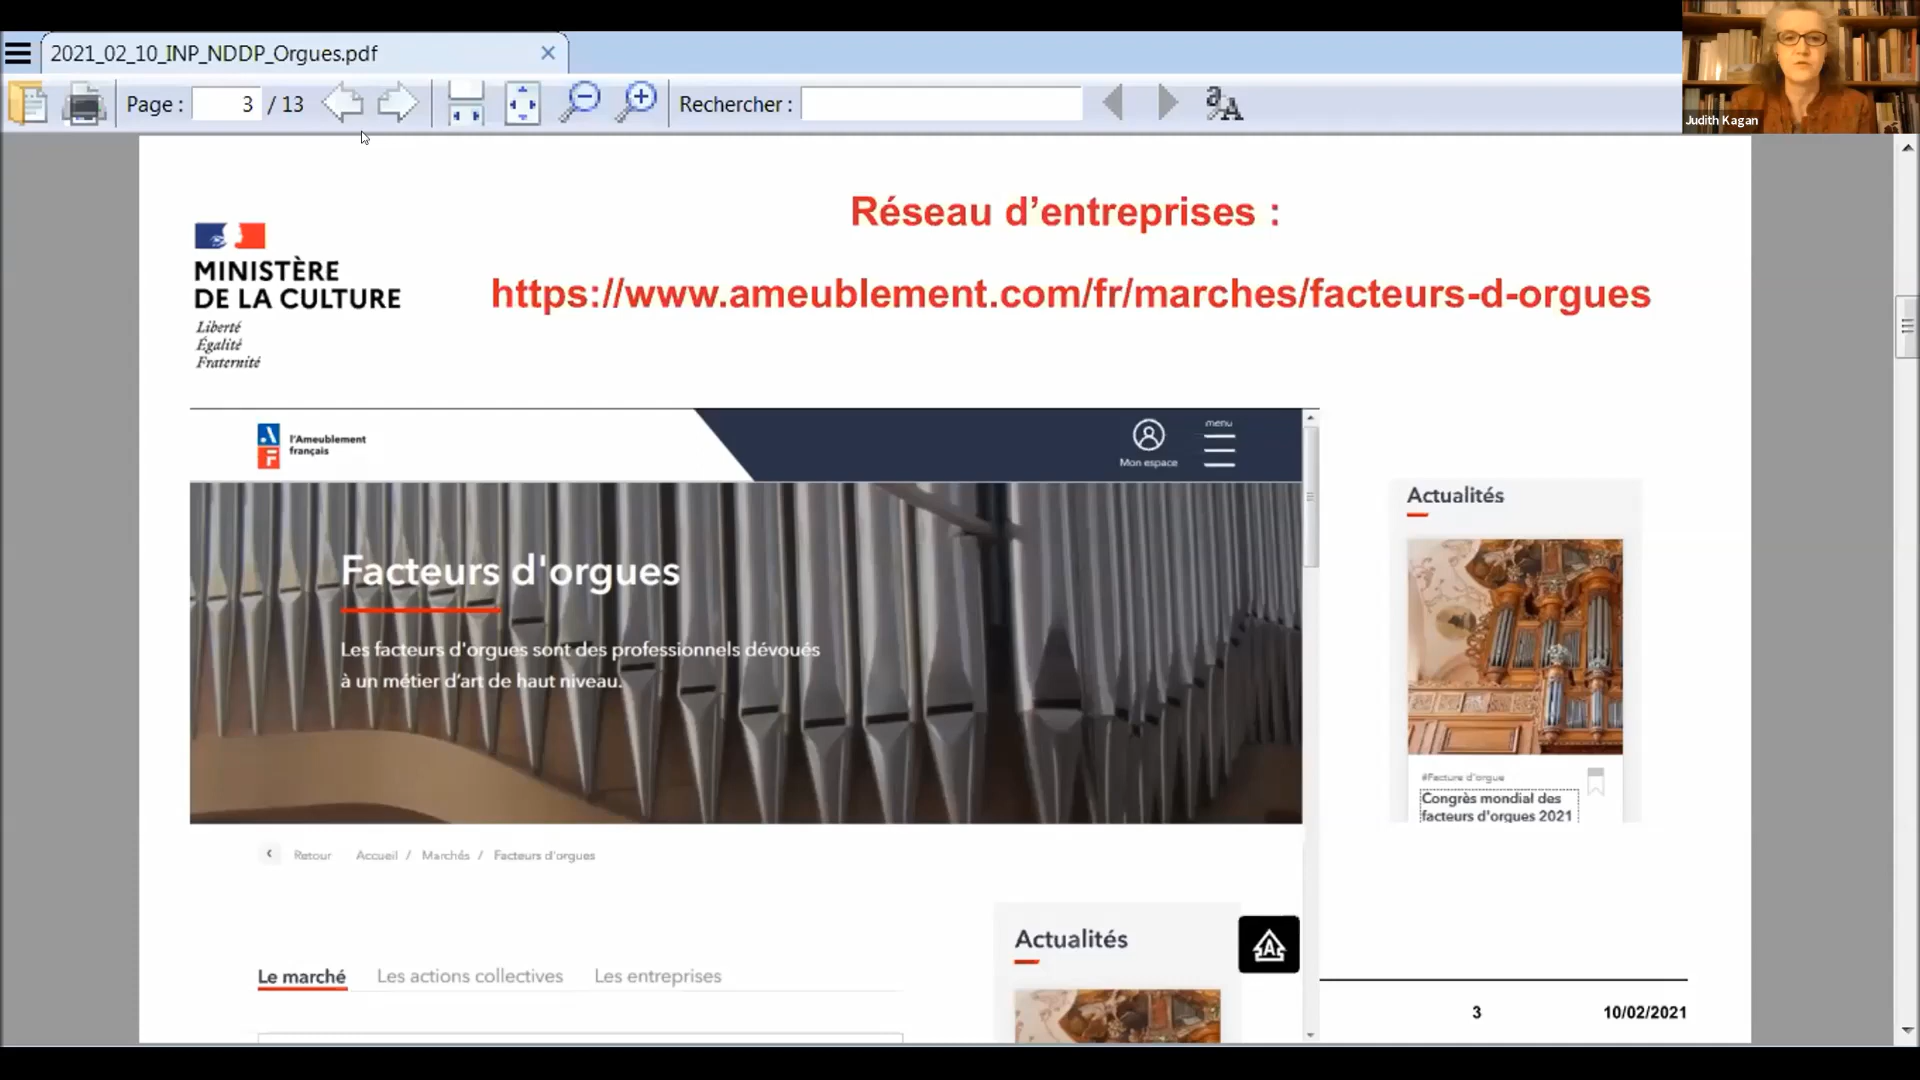 2021_02_10_INP_NDDP_Orgues.pdf
Page : 3 / 13
Rechercher :
Judith Kagan
Réseau d’entreprises :
MINISTÈRE
DE LA CULTURE
Liberté
Égalité
Fraternité
https://www.ameublement.com/fr/marches/facteurs-d-orgues
l'Ameublement
français
Mon espace
menu
Facteurs d'orgues
Les facteurs d'orgues sont des professionnels dévoués
à un métier d'art de haut niveau.
Actualités
#Facture d'orgue
Congrès mondial des
facteurs d'orgues 2021
Retour Accueil / Marchés / Facteurs d'orgues
Actualités
Le marché Les actions collectives Les entreprises
3 10/02/2021